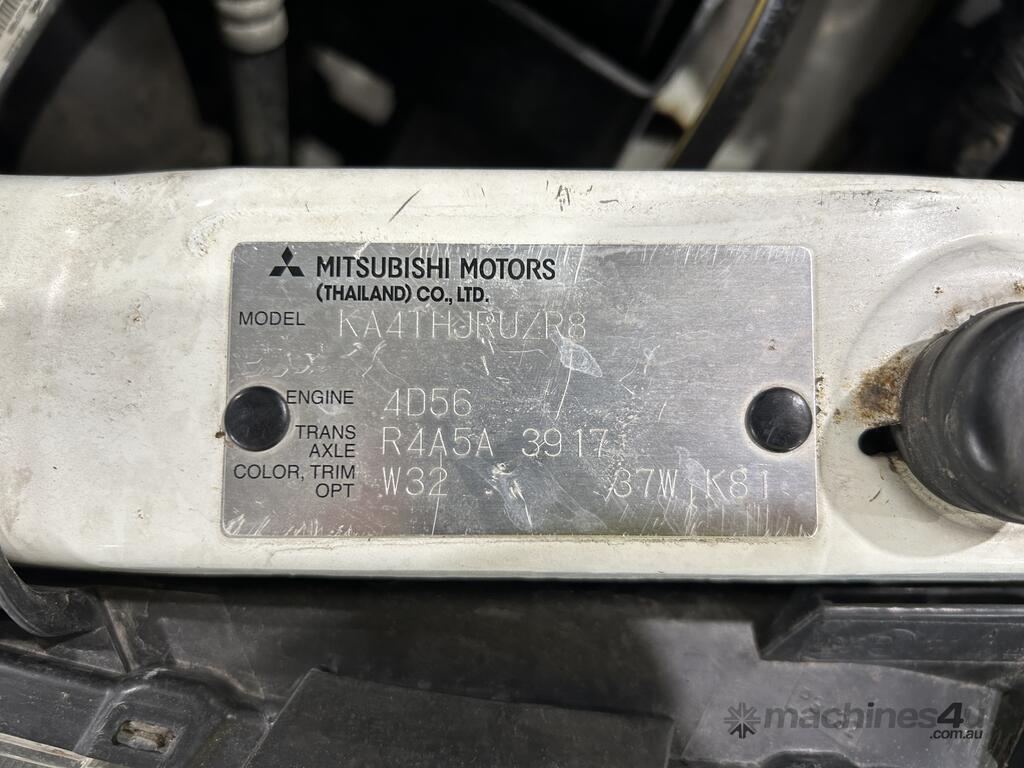 MITSUBISHI MOTORS
(THAILAND) CO., LTD.
MODEL KA4THJRUZR8
ENGINE 4D56
TRANS AXLE R4A5A 3917
COLOR, TRIM OPT W32 37W K81
machines4u
.com.au